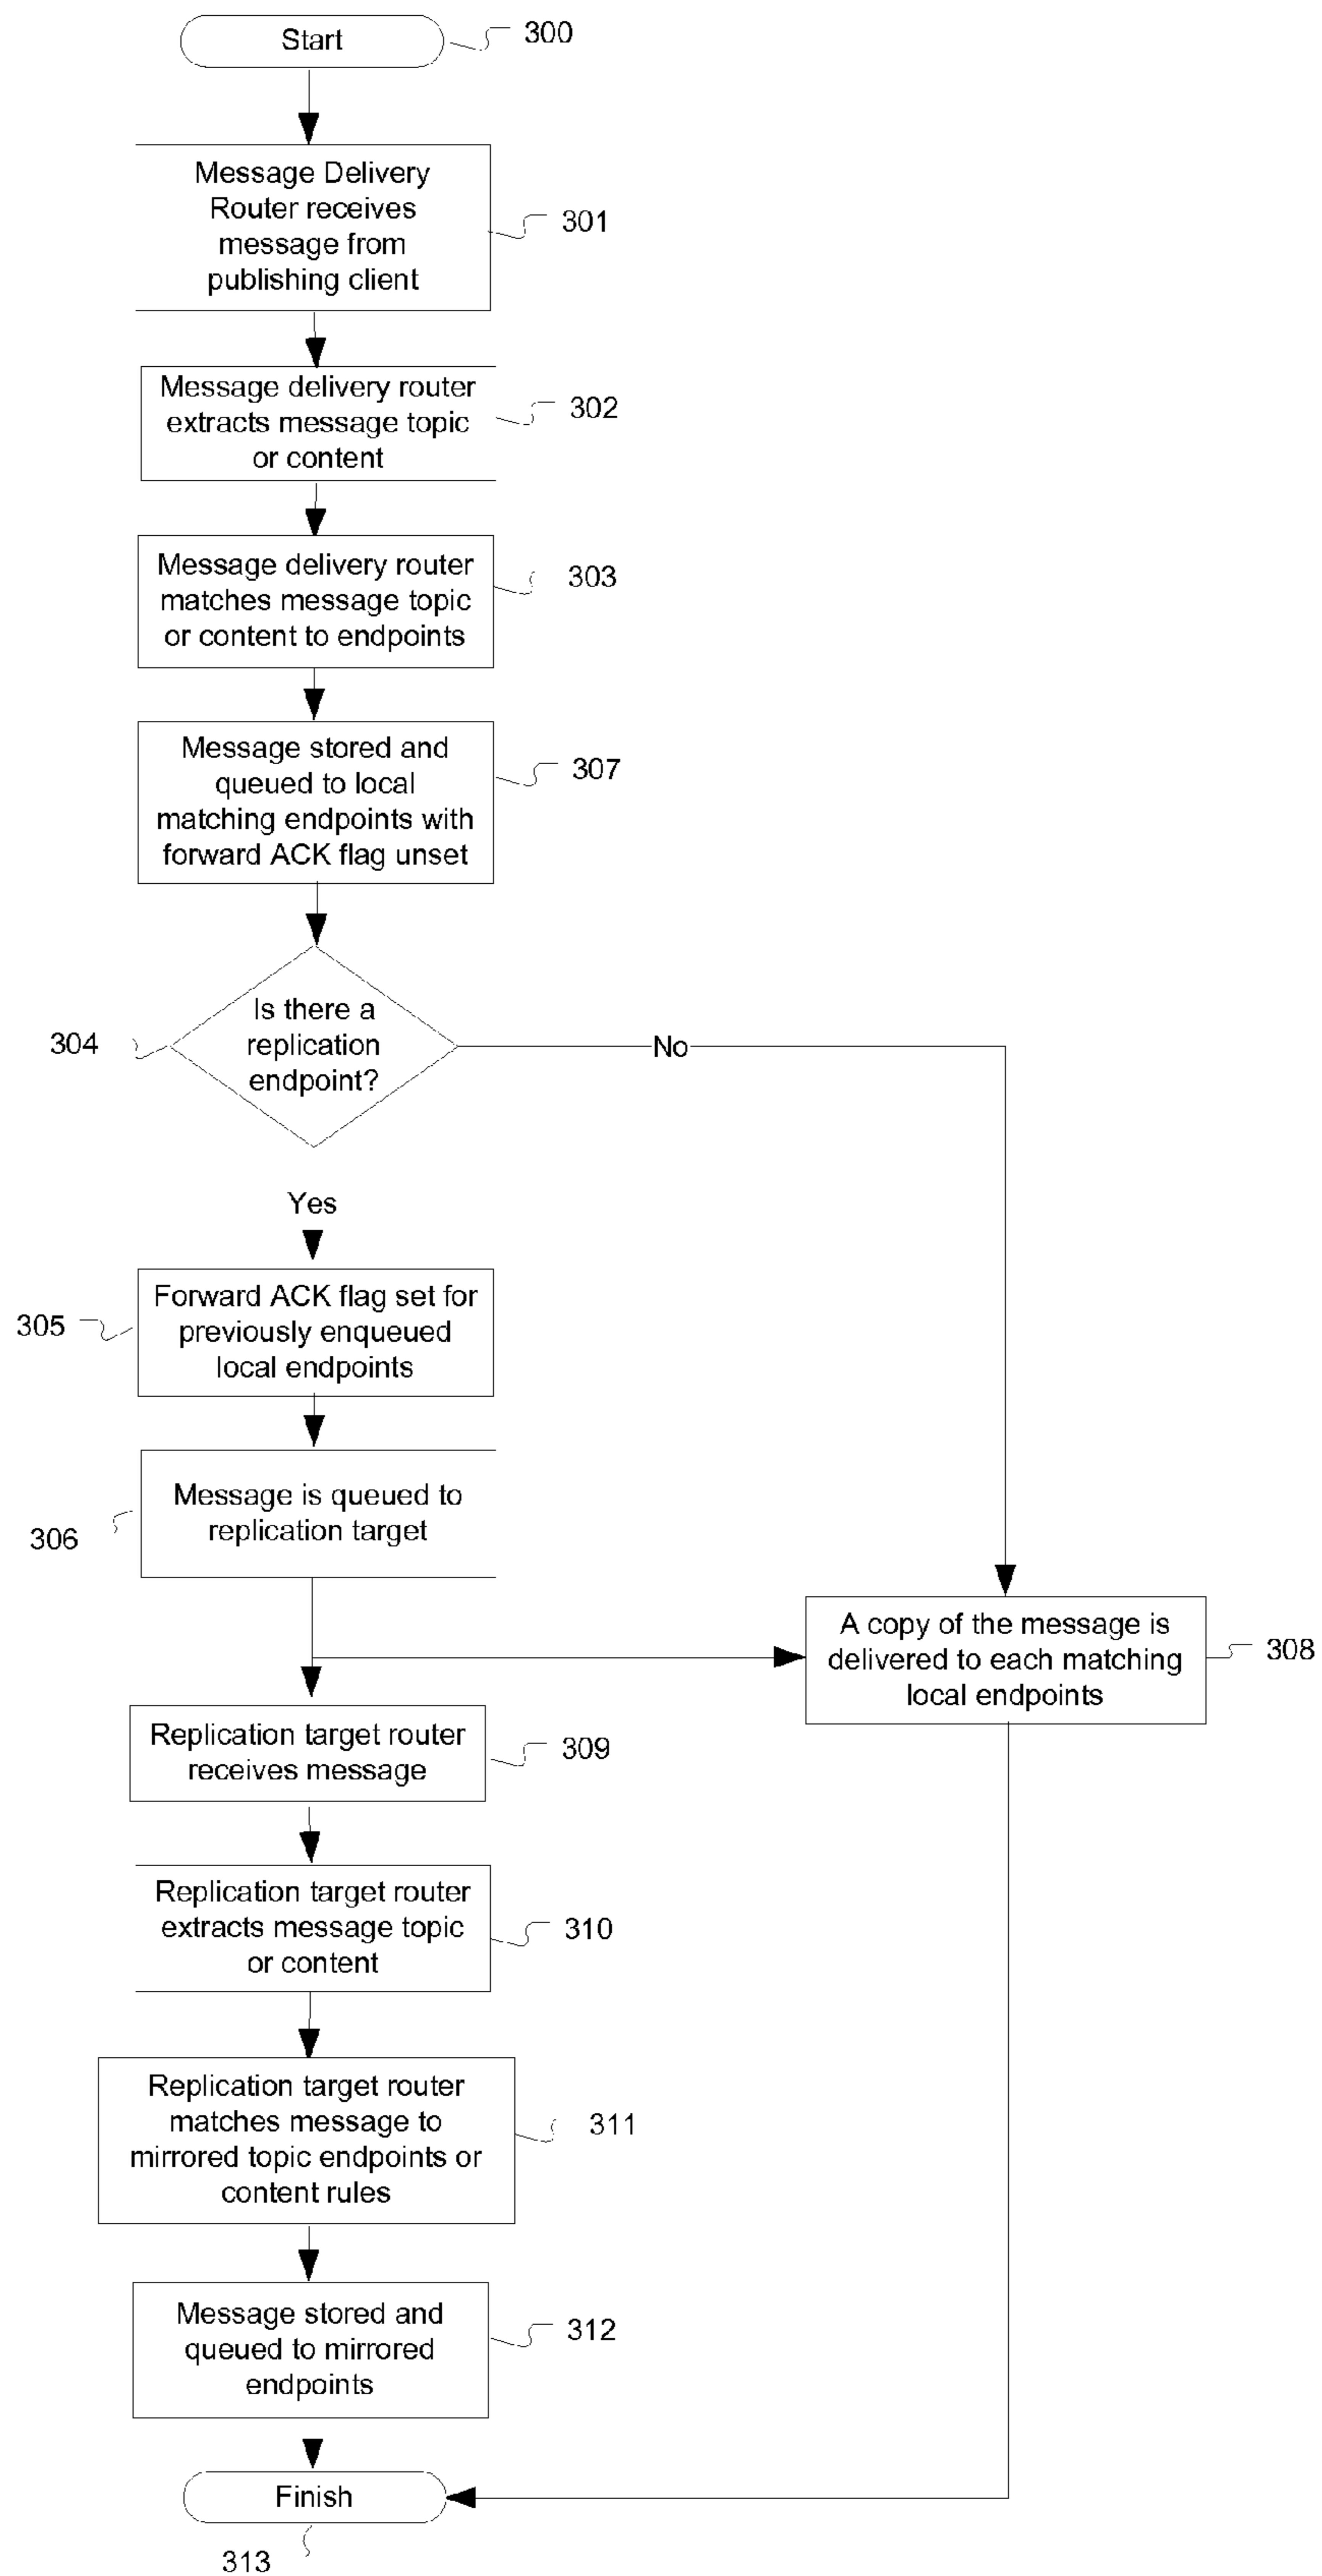 Start
300
Message Delivery
Router receives
message from
publishing client
301
Message delivery router
extracts message topic
or content
302
Message delivery router
matches message topic
or content to endpoints
303
Message stored and
queued to local
matching endpoints with
forward ACK flag unset
307
Is there a
replication
endpoint?
304
No
Yes
Forward ACK flag set for
previously enqueued
local endpoints
305
Message is queued to
replication target
306
A copy of the message is
delivered to each matching
local endpoints
308
Replication target router
receives message
309
Replication target router
extracts message topic
or content
310
Replication target router
matches message to
mirrored topic endpoints or
content rules
311
Message stored and
queued to mirrored
endpoints
312
Finish
313